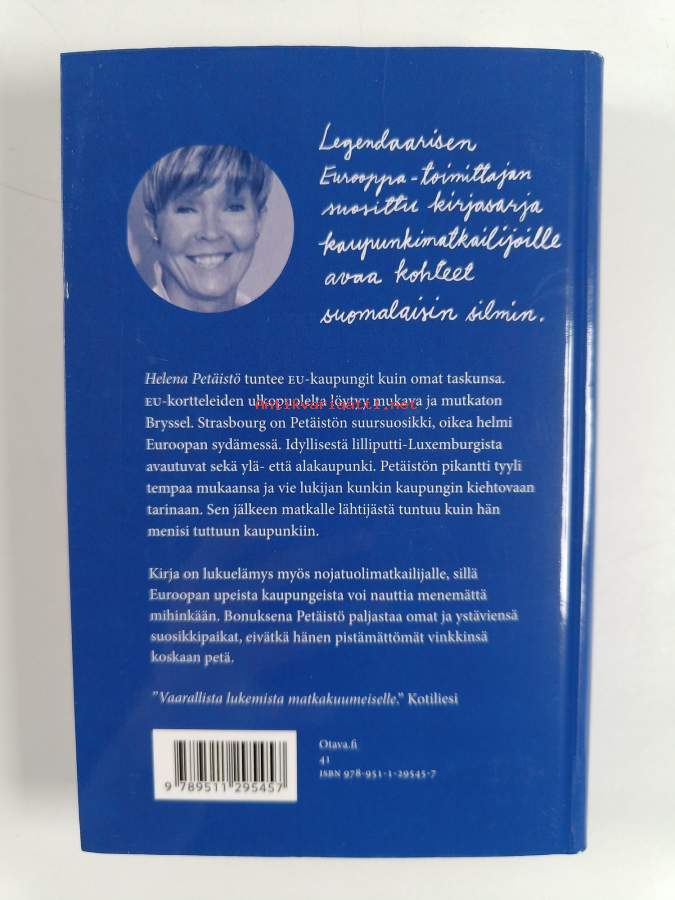 Legendaarisen
Eurooppa-toimittajan
suosittu kirjasarja
kaupunkimatkailijoille
avaa kohteet
suomalaisin silmin.
Helena Petäistö tuntee EU-kaupungit kuin omat taskunsa.
EU-kortteleiden ulkopuolelta löytyy mukava ja mutkaton
Antikvariaatti.net
Bryssel. Strasbourg on Petäistön suursuosikki, oikea helmi
Euroopan sydämessä. Idyllisestä lilliputti-Luxemburgista
avautuvat sekä ylä- että alakaupunki. Petäistön pikantti tyyli
tempaa mukaansa ja vie lukijan kunkin kaupungin kiehtovaan
tarinaan. Sen jälkeen matkalle lähtijästä tuntuu kuin hän
menisi tuttuun kaupunkiin.
Kirja on lukuelämys myös nojatuolimatkailijalle, sillä
Euroopan upeista kaupungeista voi nauttia menemättä
mihinkään. Bonuksena Petäistö paljastaa omat ja ystäviensä
suosikkipaikat, eivätkä hänen pistämättömät vinkkinsä
koskaan petä.
"Vaarallista lukemista matkakuumeiselle." Kotiliesi
Otava.fi
41
ISBN 978-951-1-29545-7
9 789511 295457